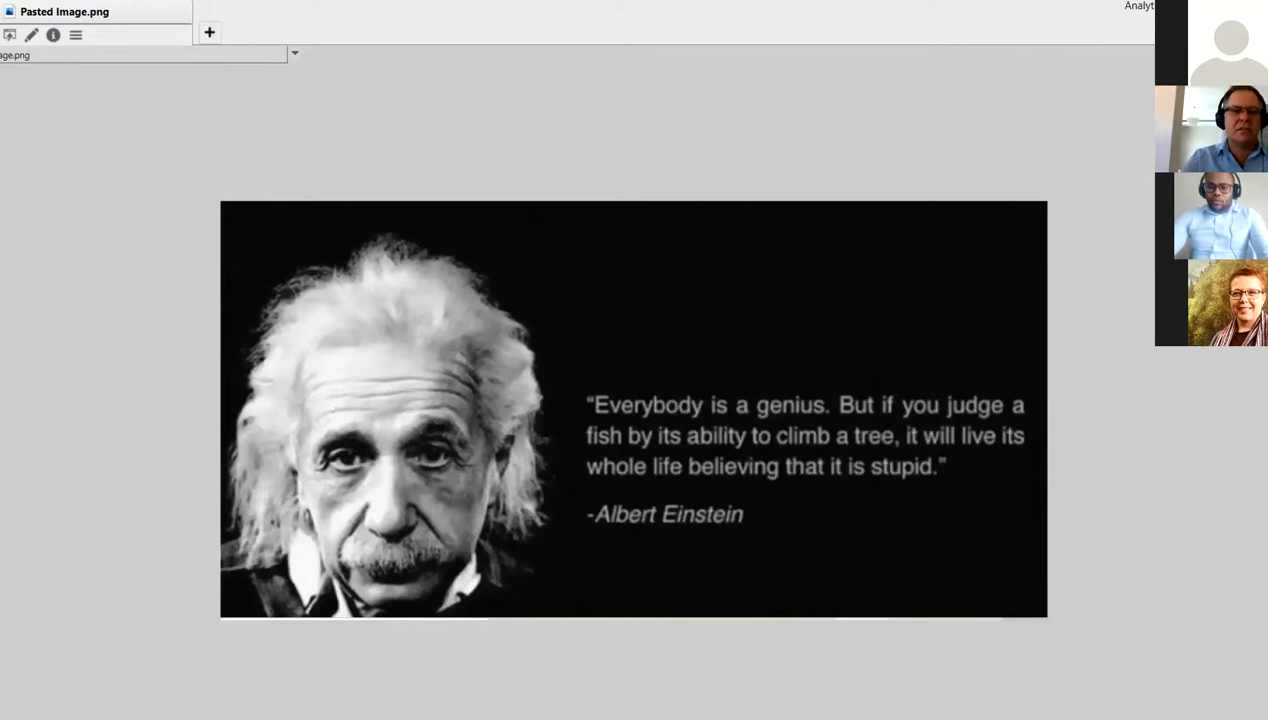 Pasted Image.png
Analyt
age.png
“Everybody is a genius. But if you judge a
fish by its ability to climb a tree, it will live its
whole life believing that it is stupid.”
-Albert Einstein